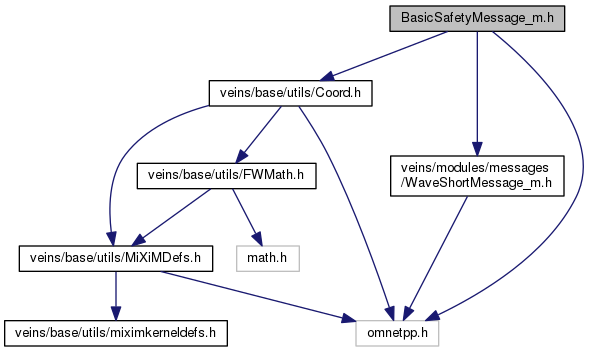 BasicSafetyMessage_m.h
veins/base/utils/Coord.h
veins/base/utils/FWMath.h
veins/modules/messages
/WaveShortMessage_m.h
veins/base/utils/MiXiMDefs.h
math.h
veins/base/utils/miximkerneldefs.h
omnetpp.h